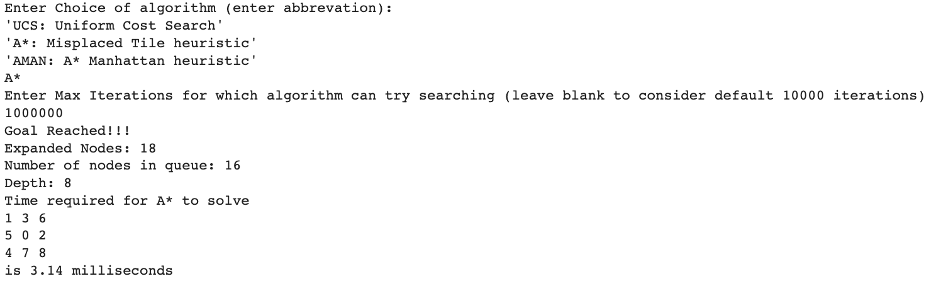 Enter Choice of algorithm (enter abbrevation):
'UCS: Uniform Cost Search'
'A*: Misplaced Tile heuristic'
'AMAN: A* Manhattan heuristic'
A*
Enter Max Iterations for which algorithm can try searching (leave blank to consider default 10000 iterations)
1000000
Goal Reached!!!
Expanded Nodes: 18
Number of nodes in queue: 16
Depth: 8
Time required for A* to solve
1 3 6
5 0 2
4 7 8
is 3.14 milliseconds